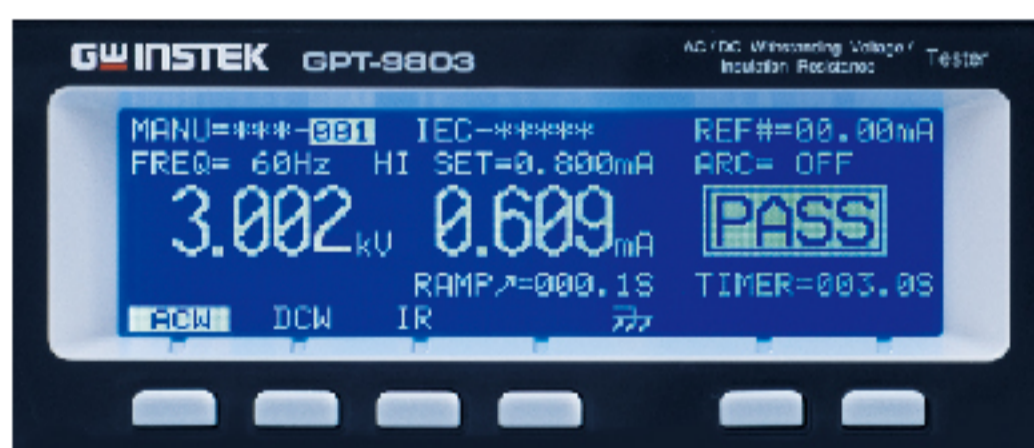 GW INSTEK GPT-9803 AC / DC Withstanding Voltage / Insulation Resistance Tester
MANU=***-001 IEC-***** REF#=00.00mA
FREQ= 60Hz HI SET=0.800mA ARC= OFF
3.002kV 0.609mA PASS
RAMP↗=000.1S TIMER=003.0S
ACW DCW IR